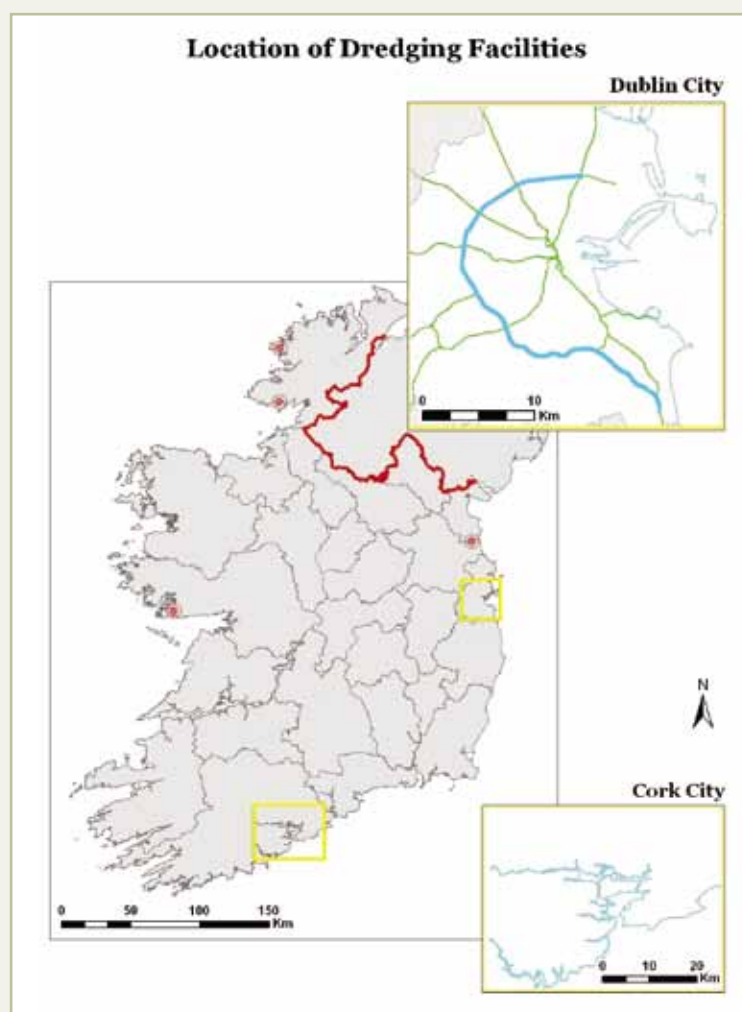 Location of Dredging Facilities
Dublin City
0 10
Km
N
Cork City
0 50 100 150
Km
0 10 20
Km